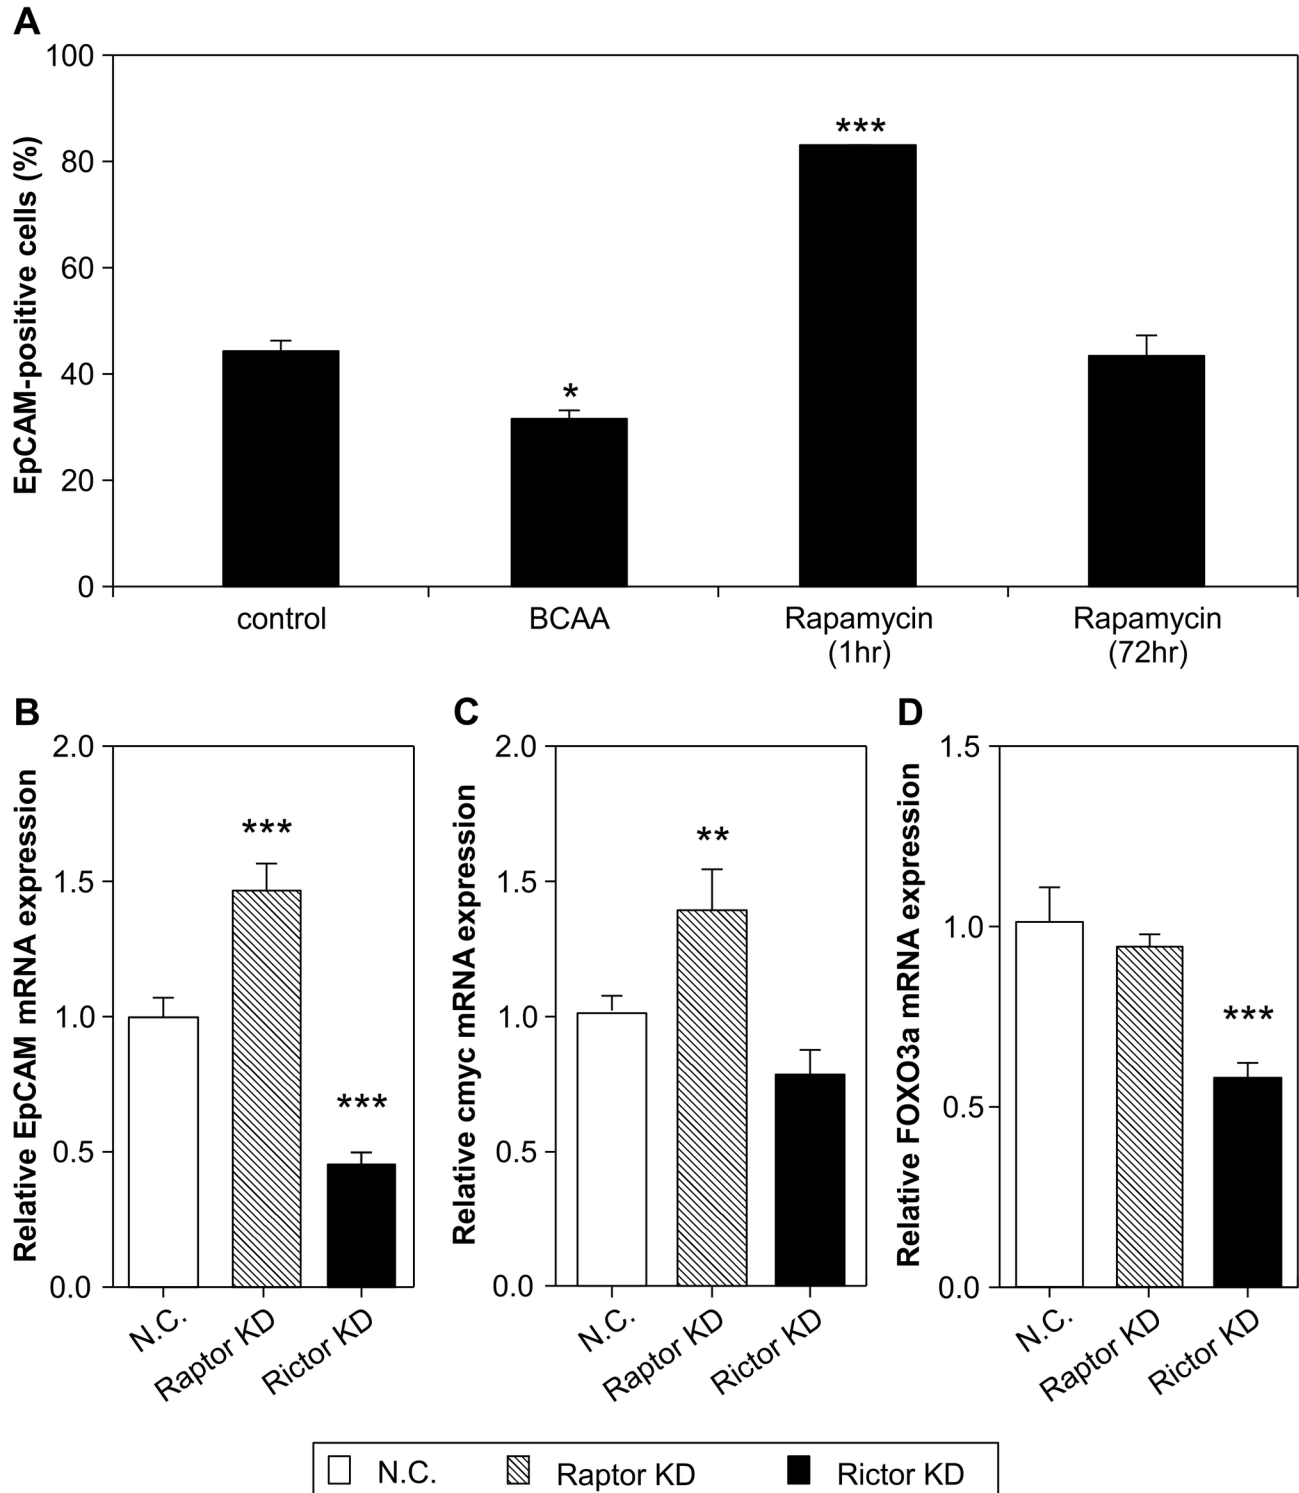 A
EpCAM-positive cells (%)
100
80
60
40
20
0
*
***
control
BCAA
Rapamycin
(1hr)
Rapamycin
(72hr)
B
Relative EpCAM mRNA expression
2.0
1.5
1.0
0.5
0.0
***
***
N.C.
Raptor KD
Rictor KD
C
Relative cmyc mRNA expression
2.0
1.5
1.0
0.5
0.0
**
N.C.
Raptor KD
Rictor KD
D
Relative FOXO3a mRNA expression
1.5
1.0
0.5
0.0
***
N.C.
Raptor KD
Rictor KD
N.C. Raptor KD Rictor KD